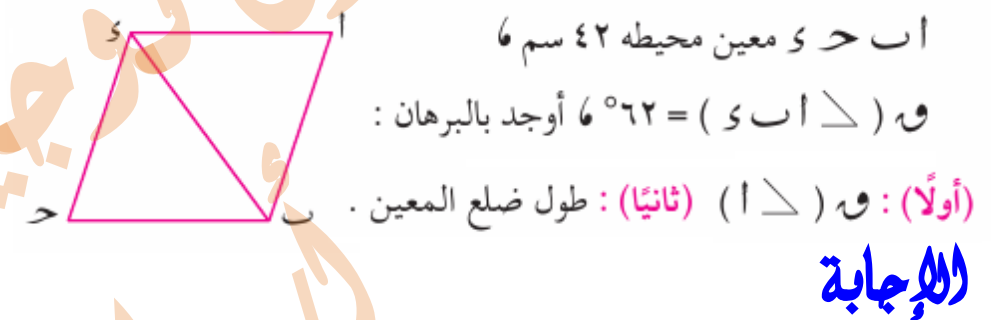 أ ب حـ ء معين محيطه ٤٢ سم ،
ق ( ∠ أ ب ء ) = ٦٢° ، أوجد بالبرهان :
(أولًا) : ق ( ∠ أ ) (ثانيًا) : طول ضلع المعين .
الإجابة
أ
ء
حـ
ب